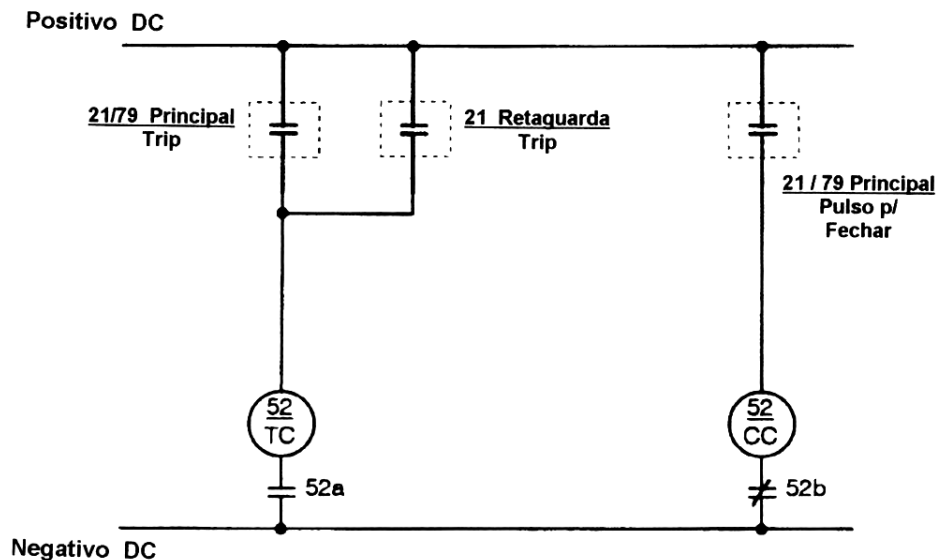 Positivo DC
21/79 Principal
Trip
21 Retaguarda
Trip
21 / 79 Principal
Pulso p/
Fechar
52
TC
52a
52
CC
52b
Negativo DC